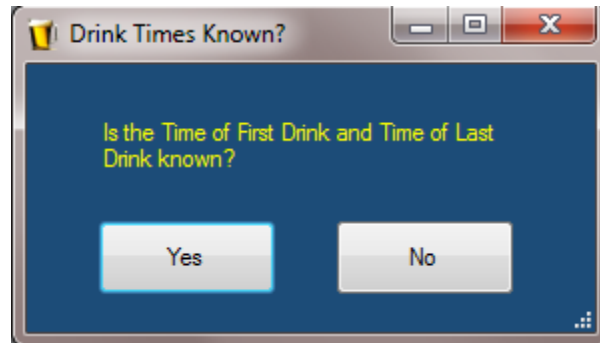 Drink Times Known?
Is the Time of First Drink and Time of Last
Drink known?
Yes
No